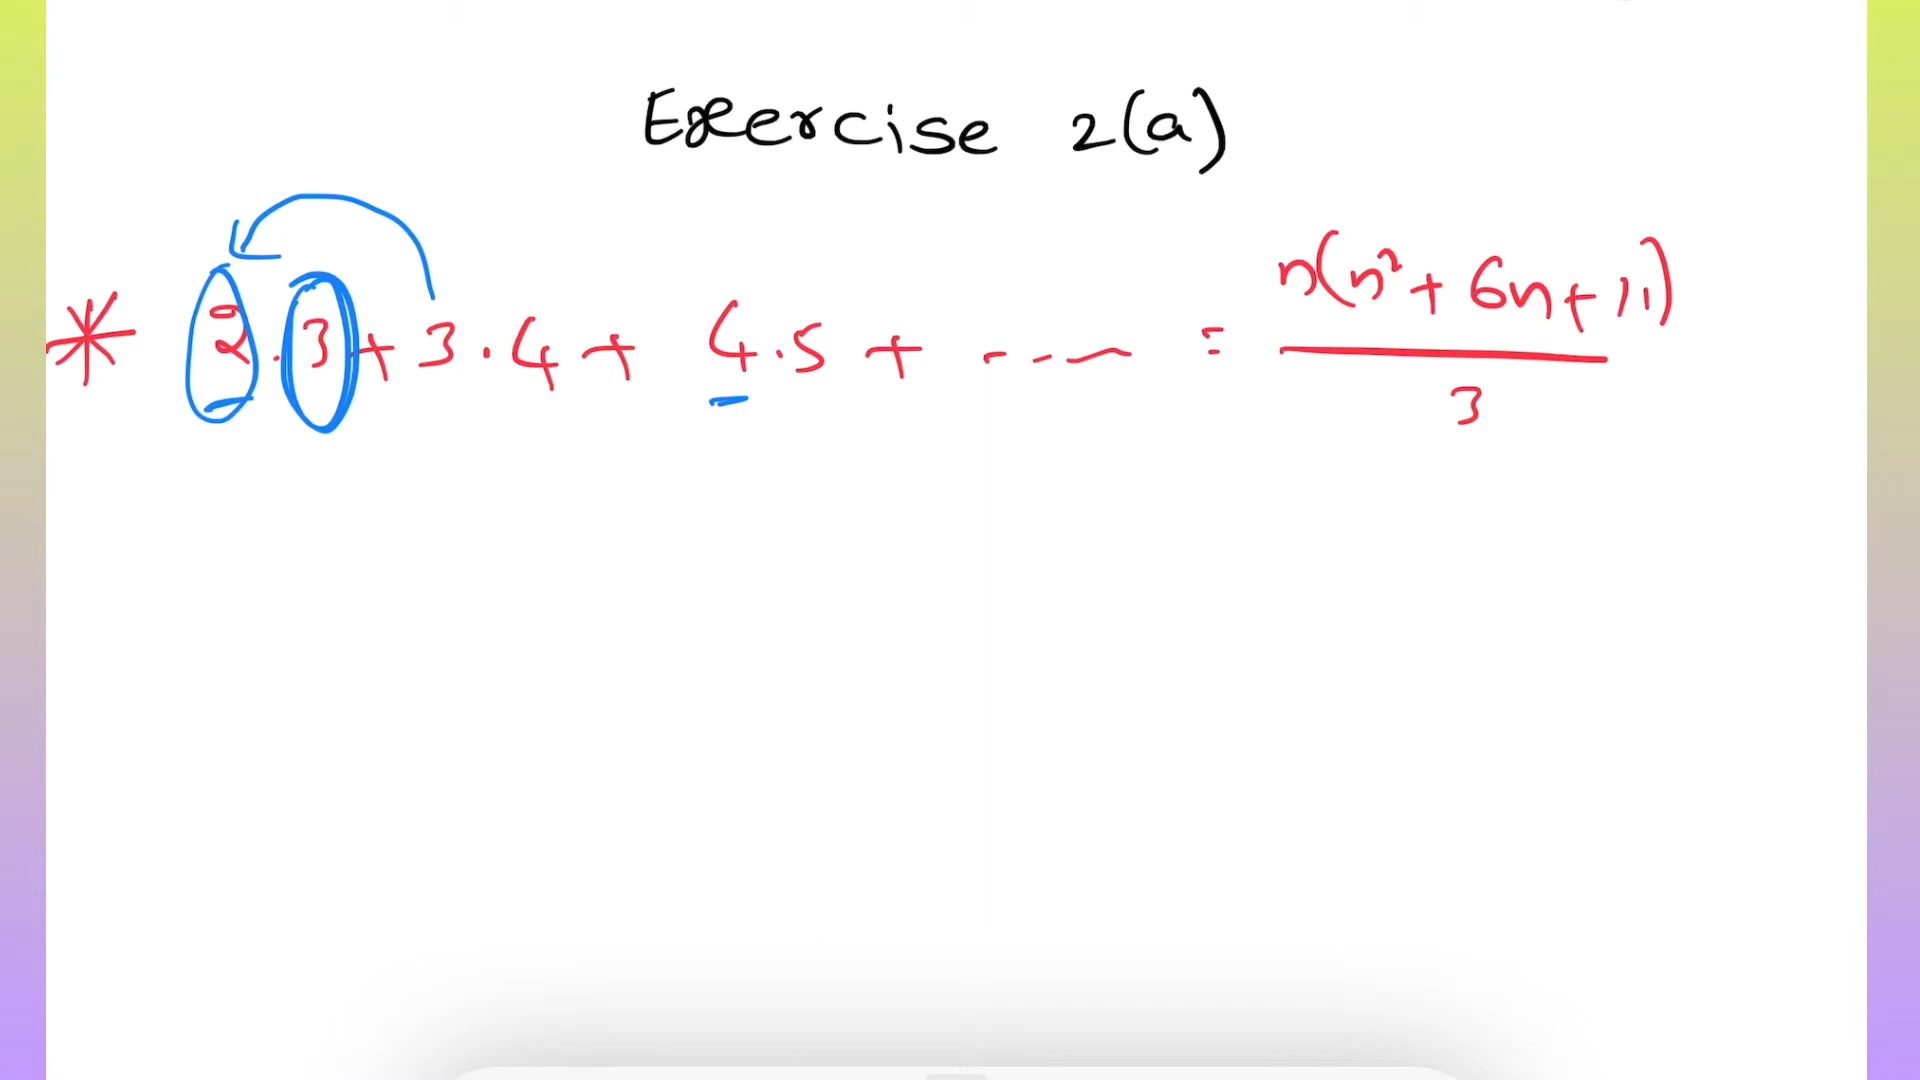 Exercise 2(a)
* 2.3 + 3.4 + 4.5 + ----- = n(n² + 6n + 11) / 3